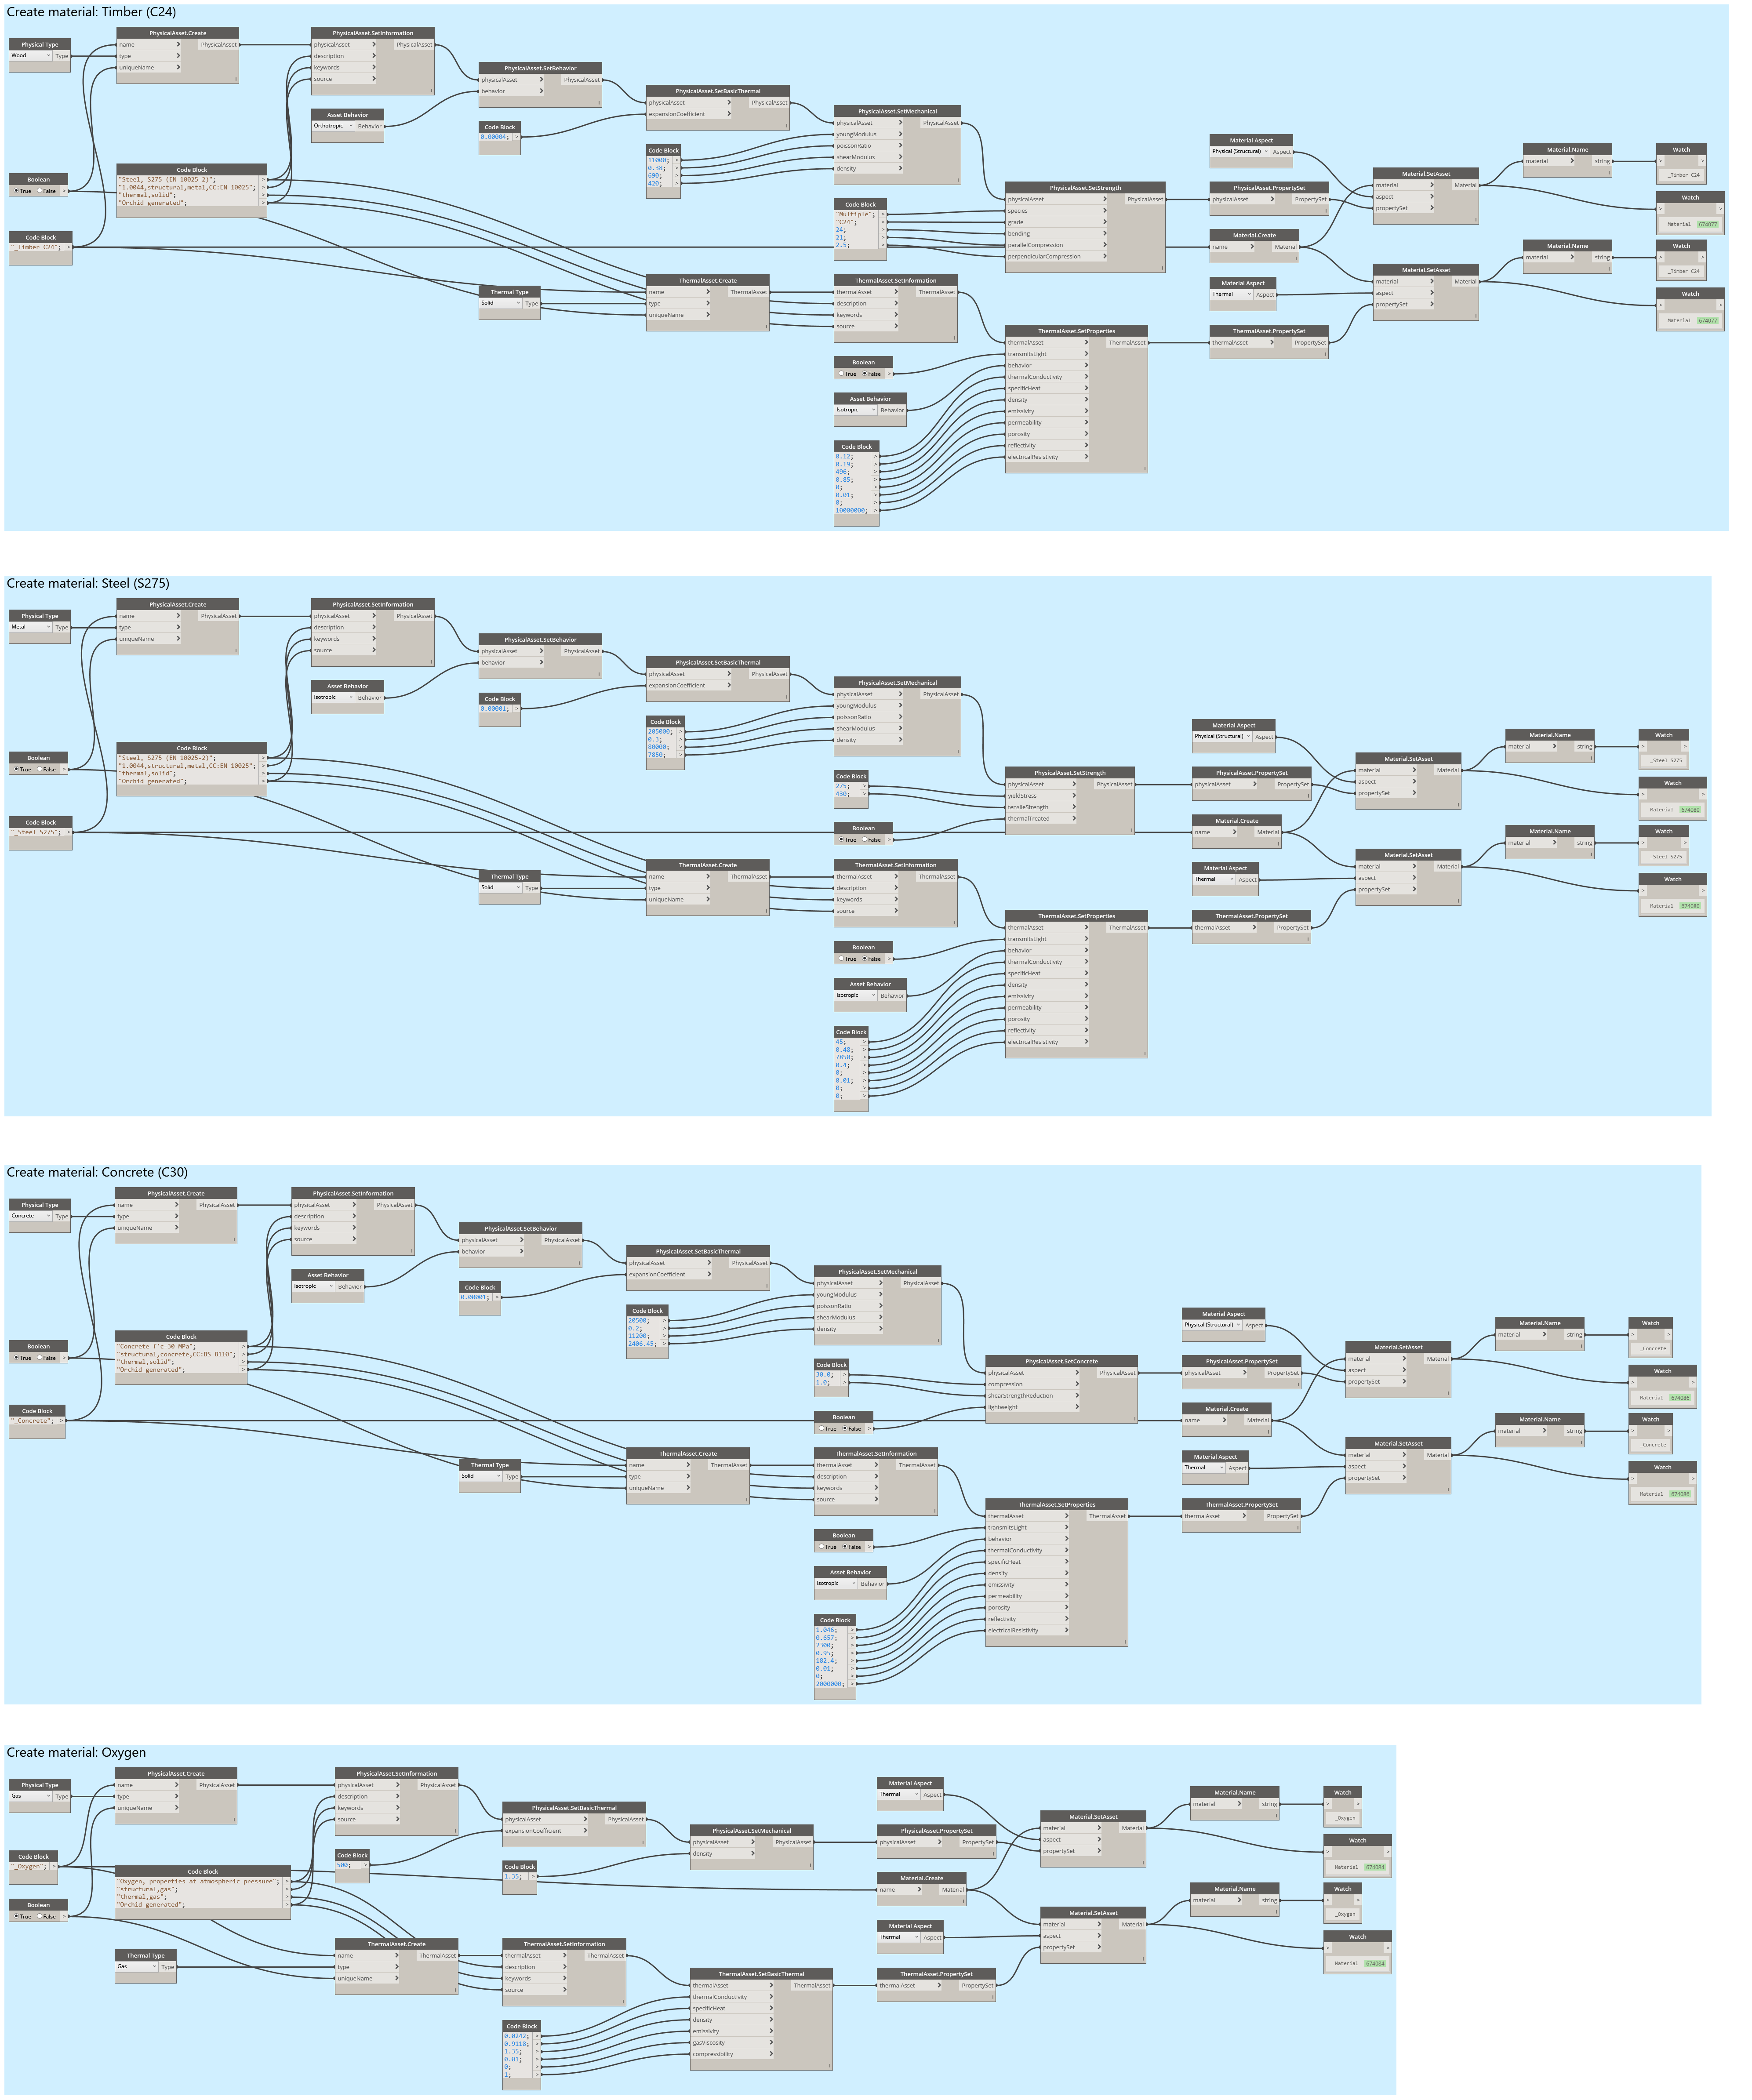 Create material: Timber (C24)
Physical Type
Wood Type
PhysicalAsset.Create
name PhysicalAsset
type
uniqueName
PhysicalAsset.SetInformation
physicalAsset PhysicalAsset
description
keywords
source
Asset Behavior
Orthotropic Behavior
PhysicalAsset.SetBehavior
physicalAsset PhysicalAsset
behavior
Code Block
0.00004;
PhysicalAsset.SetBasicThermal
physicalAsset PhysicalAsset
expansionCoefficient
Code Block
11000;
0.38;
690;
420;
PhysicalAsset.SetMechanical
physicalAsset PhysicalAsset
youngModulus
poissonRatio
shearModulus
density
Boolean
True False
Code Block
"Steel, S275 (EN 10025-2)";
"1.0044,structural,metal,CC:EN 10025";
"thermal,solid";
"Orchid generated";
Code Block
"_Timber C24";
Code Block
"Multiple";
"C24";
24;
21;
2.5;
PhysicalAsset.SetStrength
physicalAsset PhysicalAsset
species
grade
bending
parallelCompression
perpendicularCompression
Material Aspect
Physical (Structural) Aspect
PhysicalAsset.PropertySet
physicalAsset PropertySet
Material.Create
name Material
Material Aspect
Thermal Aspect
Material.SetAsset
material Material
aspect
propertySet
Material.Name
material string
Watch
_Timber C24
Watch
Material 674077
Thermal Type
Solid Type
ThermalAsset.Create
name ThermalAsset
type
uniqueName
ThermalAsset.SetInformation
thermalAsset ThermalAsset
description
keywords
source
Boolean
True False
Asset Behavior
Isotropic Behavior
Code Block
0.12;
0.19;
496;
0.85;
0;
0.01;
0;
10000000;
ThermalAsset.SetProperties
thermalAsset ThermalAsset
transmitsLight
behavior
thermalConductivity
specificHeat
density
emissivity
permeability
porosity
reflectivity
electricalResistivity
ThermalAsset.PropertySet
thermalAsset PropertySet
Material.SetAsset
material Material
aspect
propertySet
Material.Name
material string
Watch
_Timber C24
Watch
Material 674077
Create material: Steel (S275)
Physical Type
Metal Type
PhysicalAsset.Create
name PhysicalAsset
type
uniqueName
PhysicalAsset.SetInformation
physicalAsset PhysicalAsset
description
keywords
source
Asset Behavior
Isotropic Behavior
PhysicalAsset.SetBehavior
physicalAsset PhysicalAsset
behavior
Code Block
0.00001;
PhysicalAsset.SetBasicThermal
physicalAsset PhysicalAsset
expansionCoefficient
Code Block
205000;
0.3;
80000;
7850;
PhysicalAsset.SetMechanical
physicalAsset PhysicalAsset
youngModulus
poissonRatio
shearModulus
density
Boolean
True False
Code Block
"Steel, S275 (EN 10025-2)";
"1.0044,structural,metal,CC:EN 10025";
"thermal,solid";
"Orchid generated";
Code Block
"_Steel S275";
Code Block
275;
430;
Boolean
True False
PhysicalAsset.SetStrength
physicalAsset PhysicalAsset
yieldStress
tensileStrength
thermalTreated
Material Aspect
Physical (Structural) Aspect
PhysicalAsset.PropertySet
physicalAsset PropertySet
Material.Create
name Material
Material Aspect
Thermal Aspect
Material.SetAsset
material Material
aspect
propertySet
Material.Name
material string
Watch
_Steel S275
Watch
Material 674080
Thermal Type
Solid Type
ThermalAsset.Create
name ThermalAsset
type
uniqueName
ThermalAsset.SetInformation
thermalAsset ThermalAsset
description
keywords
source
Boolean
True False
Asset Behavior
Isotropic Behavior
Code Block
45;
0.48;
7850;
0.4;
0;
0.01;
0;
0;
ThermalAsset.SetProperties
thermalAsset ThermalAsset
transmitsLight
behavior
thermalConductivity
specificHeat
density
emissivity
permeability
porosity
reflectivity
electricalResistivity
ThermalAsset.PropertySet
thermalAsset PropertySet
Material.SetAsset
material Material
aspect
propertySet
Material.Name
material string
Watch
_Steel S275
Watch
Material 674080
Create material: Concrete (C30)
Physical Type
Concrete Type
PhysicalAsset.Create
name PhysicalAsset
type
uniqueName
PhysicalAsset.SetInformation
physicalAsset PhysicalAsset
description
keywords
source
Asset Behavior
Isotropic Behavior
PhysicalAsset.SetBehavior
physicalAsset PhysicalAsset
behavior
Code Block
0.00001;
PhysicalAsset.SetBasicThermal
physicalAsset PhysicalAsset
expansionCoefficient
Code Block
20500;
0.2;
11200;
2406.45;
PhysicalAsset.SetMechanical
physicalAsset PhysicalAsset
youngModulus
poissonRatio
shearModulus
density
Boolean
True False
Code Block
"Concrete f'c=30 MPa";
"structural,concrete,CC:BS 8110";
"thermal,solid";
"Orchid generated";
Code Block
"_Concrete";
Code Block
30.0;
1.0;
Boolean
True False
PhysicalAsset.SetConcrete
physicalAsset PhysicalAsset
compression
shearStrengthReduction
lightweight
Material Aspect
Physical (Structural) Aspect
PhysicalAsset.PropertySet
physicalAsset PropertySet
Material.Create
name Material
Material Aspect
Thermal Aspect
Material.SetAsset
material Material
aspect
propertySet
Material.Name
material string
Watch
_Concrete
Watch
Material 674086
Thermal Type
Solid Type
ThermalAsset.Create
name ThermalAsset
type
uniqueName
ThermalAsset.SetInformation
thermalAsset ThermalAsset
description
keywords
source
Boolean
True False
Asset Behavior
Isotropic Behavior
Code Block
1.046;
0.657;
2300;
0.95;
182.4;
0.01;
0;
2000000;
ThermalAsset.SetProperties
thermalAsset ThermalAsset
transmitsLight
behavior
thermalConductivity
specificHeat
density
emissivity
permeability
porosity
reflectivity
electricalResistivity
ThermalAsset.PropertySet
thermalAsset PropertySet
Material.SetAsset
material Material
aspect
propertySet
Material.Name
material string
Watch
_Concrete
Watch
Material 674086
Create material: Oxygen
Physical Type
Gas Type
PhysicalAsset.Create
name PhysicalAsset
type
uniqueName
PhysicalAsset.SetInformation
physicalAsset PhysicalAsset
description
keywords
source
Code Block
500;
PhysicalAsset.SetBasicThermal
physicalAsset PhysicalAsset
expansionCoefficient
Code Block
1.35;
PhysicalAsset.SetMechanical
physicalAsset PhysicalAsset
density
Code Block
"_Oxygen";
Boolean
True False
Code Block
"Oxygen, properties at atmospheric pressure";
"structural,gas";
"thermal,gas";
"Orchid generated";
Material Aspect
Thermal Aspect
PhysicalAsset.PropertySet
physicalAsset PropertySet
Material.Create
name Material
Material Aspect
Thermal Aspect
Material.SetAsset
material Material
aspect
propertySet
Material.Name
material string
Watch
_Oxygen
Watch
Material 674084
Thermal Type
Gas Type
ThermalAsset.Create
name ThermalAsset
type
uniqueName
ThermalAsset.SetInformation
thermalAsset ThermalAsset
description
keywords
source
Code Block
0.0242;
0.9118;
1.35;
0.01;
0;
1;
ThermalAsset.SetBasicThermal
thermalAsset ThermalAsset
thermalConductivity
specificHeat
density
emissivity
gasViscosity
compressibility
ThermalAsset.PropertySet
thermalAsset PropertySet
Material.SetAsset
material Material
aspect
propertySet
Material.Name
material string
Watch
_Oxygen
Watch
Material 674084